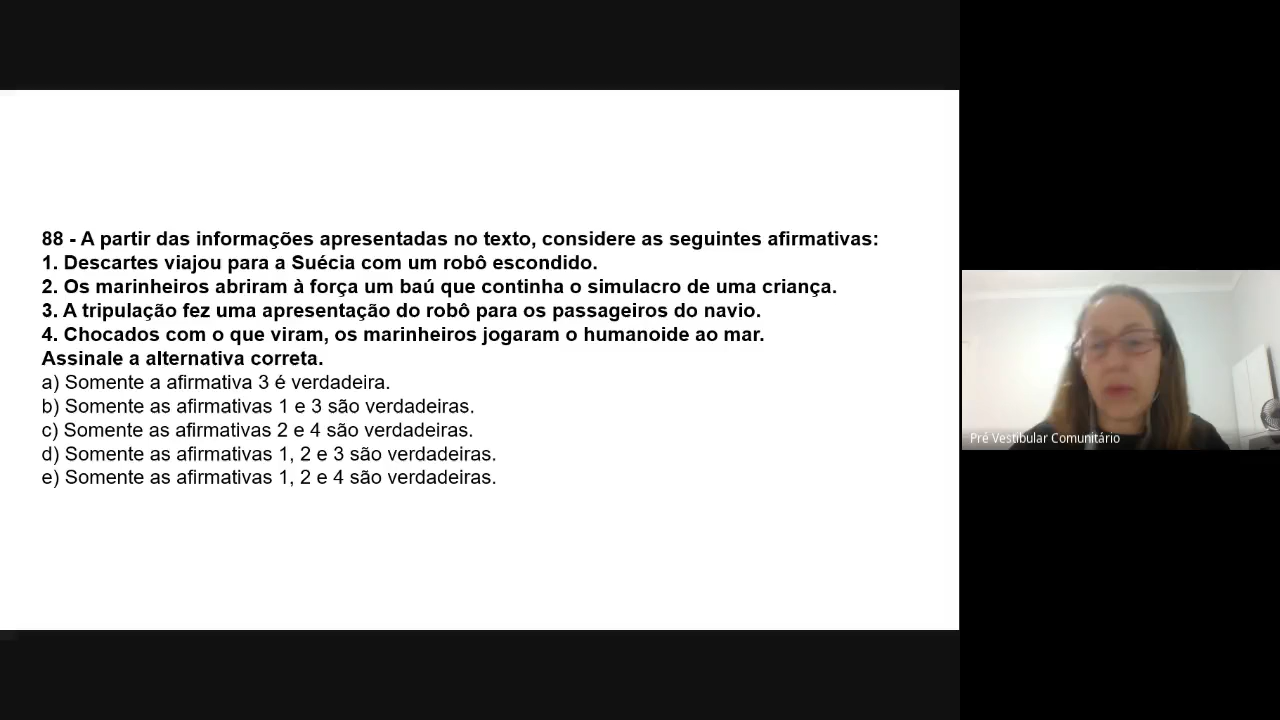 88 - A partir das informações apresentadas no texto, considere as seguintes afirmativas:
1. Descartes viajou para a Suécia com um robô escondido.
2. Os marinheiros abriram à força um baú que continha o simulacro de uma criança.
3. A tripulação fez uma apresentação do robô para os passageiros do navio.
4. Chocados com o que viram, os marinheiros jogaram o humanoide ao mar.
Assinale a alternativa correta.
a) Somente a afirmativa 3 é verdadeira.
b) Somente as afirmativas 1 e 3 são verdadeiras.
c) Somente as afirmativas 2 e 4 são verdadeiras.
d) Somente as afirmativas 1, 2 e 3 são verdadeiras.
e) Somente as afirmativas 1, 2 e 4 são verdadeiras.
Pré Vestibular Comunitário